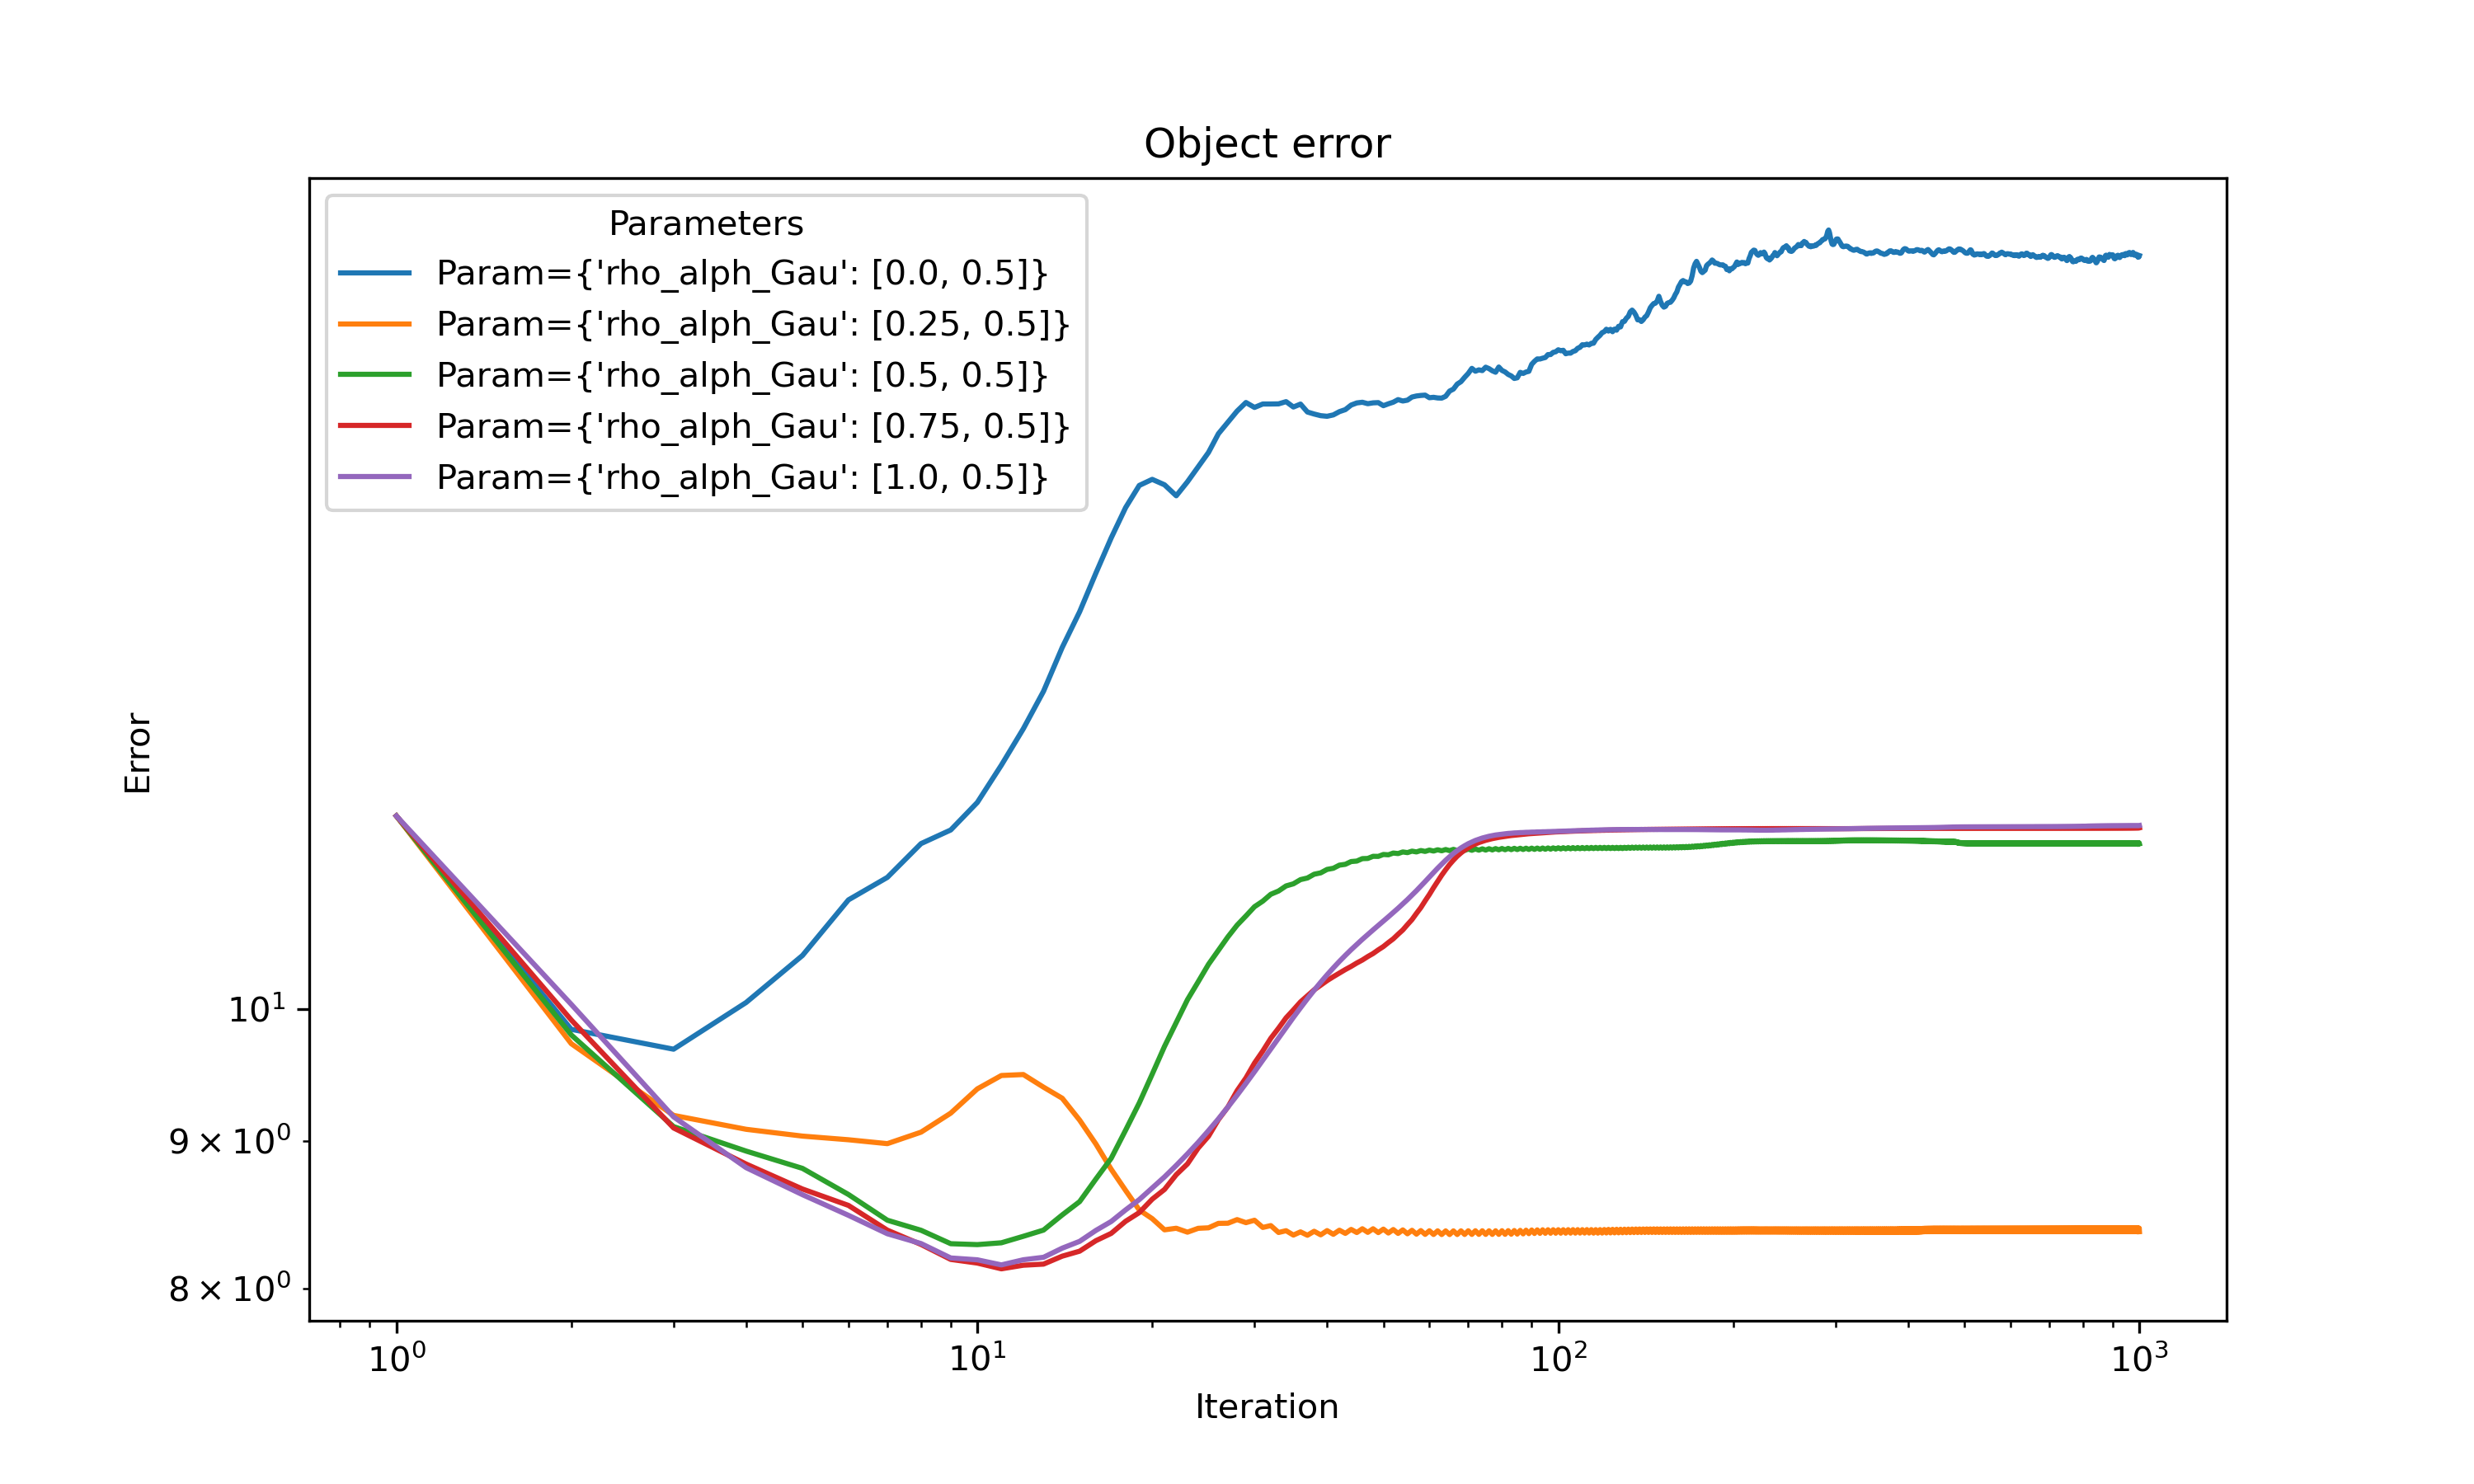 Object error
Parameters
Param={'rho_alph_Gau': [0.0, 0.5]}
Param={'rho_alph_Gau': [0.25, 0.5]}
Param={'rho_alph_Gau': [0.5, 0.5]}
Param={'rho_alph_Gau': [0.75, 0.5]}
Param={'rho_alph_Gau': [1.0, 0.5]}
Error
10¹
9 × 10⁰
8 × 10⁰
10⁰ 10¹ 10² 10³
Iteration